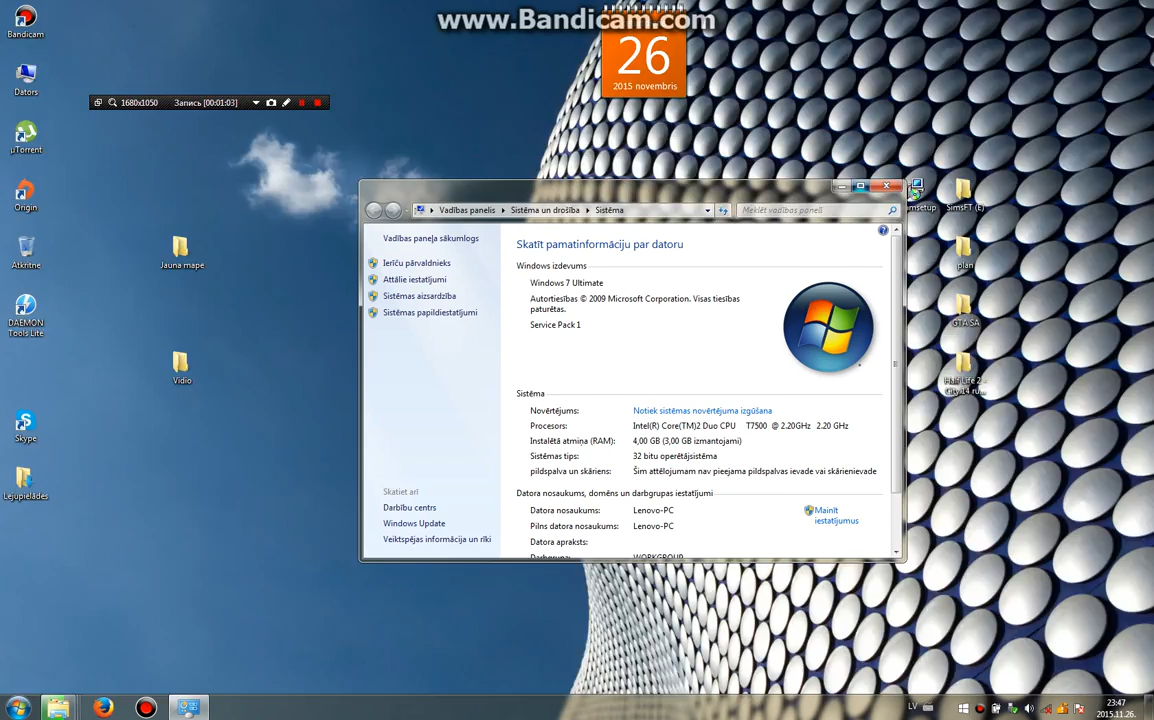 www.Bandicam.com
26
2015 novembris
1680x1050
Запись [00:01:03]
Bandicam
Dators
µTorrent
Origin
Atkritne
DAEMON
Tools Lite
Skype
Lejupielādes
Jauna mape
Vidio
SimsFT (E)
plan
GTA SA
Half Life 2 -
Vadības panelis
Sistēma un drošība
Sistēma
Meklēt vadības panelī
Vadības paneļa sākumlogs
Ierīču pārvaldnieks
Attālie iestatījumi
Sistēmas aizsardzība
Sistēmas papildiestatījumi
Skatiet arī
Darbību centrs
Windows Update
Veiktspējas informācija un rīki
Skatīt pamatinformāciju par datoru
Windows izdevums
Windows 7 Ultimate
Autortiesības © 2009 Microsoft Corporation. Visas tiesības
paturētas.
Service Pack 1
Sistēma
Novērtējums: Notiek sistēmas novērtējuma izgūšana
Procesors: Intel(R) Core(TM)2 Duo CPU T7500 @ 2.20GHz 2.20 GHz
Instalētā atmiņa (RAM): 4,00 GB (3,00 GB izmantojami)
Sistēmas tips: 32 bitu operētājsistēma
pildspalva un skāriens: Šim attēlojumam nav pieejama pildspalvas ievade vai skārienievade
Datora nosaukums, domēns un darbgrupas iestatījumi
Datora nosaukums: Lenovo-PC
Mainīt
iestatījumus
Pilns datora nosaukums: Lenovo-PC
Datora apraksts:
Darbgrupa: WORKGROUP
LV
23:47
2015.11.26.